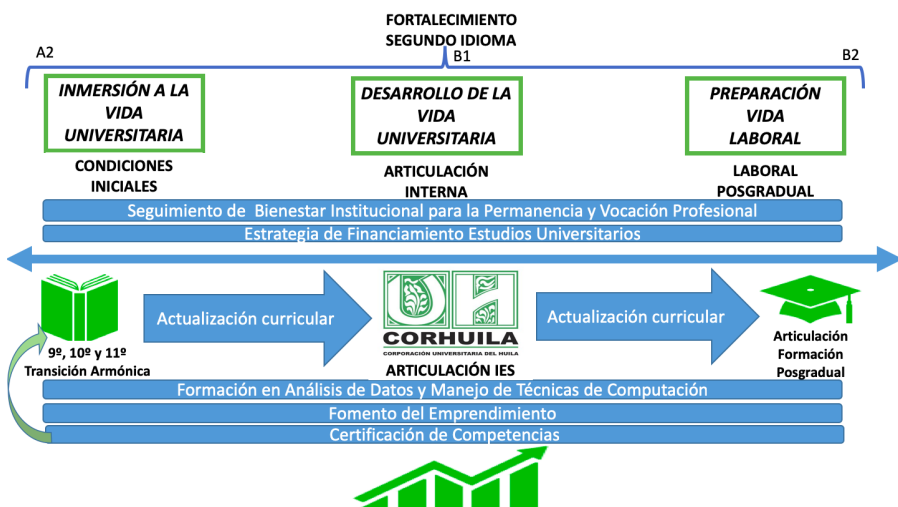 FORTALECIMIENTO
SEGUNDO IDIOMA
A2
B1
B2
INMERSIÓN A LA
VIDA
UNIVERSITARIA
DESARROLLO DE LA
VIDA
UNIVERSITARIA
PREPARACIÓN
VIDA
LABORAL
CONDICIONES
INICIALES
ARTICULACIÓN
INTERNA
LABORAL
POSGRADUAL
Seguimiento de Bienestar Institucional para la Permanencia y Vocación Profesional
Estrategia de Financiamiento Estudios Universitarios
Actualización curricular
UH
CORHUILA
CORPORACIÓN UNIVERSITARIA DEL HUILA
Actualización curricular
9º, 10º y 11º
Transición Armónica
ARTICULACIÓN IES
Articulación
Formación
Posgradual
Formación en Análisis de Datos y Manejo de Técnicas de Computación
Fomento del Emprendimiento
Certificación de Competencias